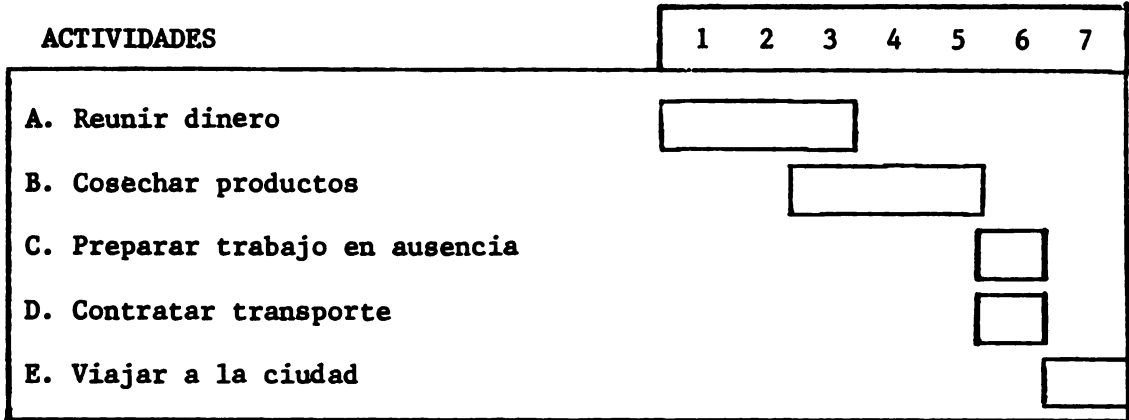 ACTIVIDADES 1 2 3 4 5 6 7
A. Reunir dinero
B. Cosechar productos
C. Preparar trabajo en ausencia
D. Contratar transporte
E. Viajar a la ciudad